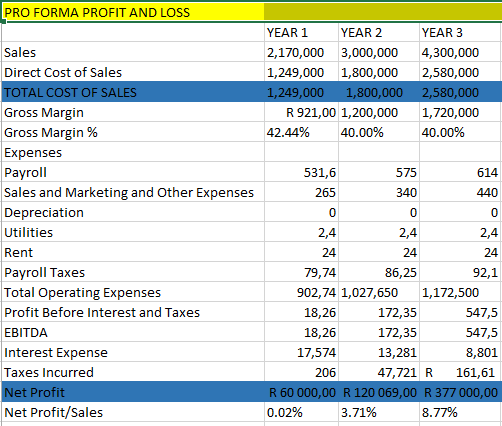 PRO FORMA PROFIT AND LOSS
YEAR 1 YEAR 2 YEAR 3
Sales 2,170,000 3,000,000 4,300,000
Direct Cost of Sales 1,249,000 1,800,000 2,580,000
TOTAL COST OF SALES 1,249,000 1,800,000 2,580,000
Gross Margin R 921,00 1,200,000 1,720,000
Gross Margin % 42.44% 40.00% 40.00%
Expenses
Payroll 531,6 575 614
Sales and Marketing and Other Expenses 265 340 440
Depreciation 0 0 0
Utilities 2,4 2,4 2,4
Rent 24 24 24
Payroll Taxes 79,74 86,25 92,1
Total Operating Expenses 902,74 1,027,650 1,172,500
Profit Before Interest and Taxes 18,26 172,35 547,5
EBITDA 18,26 172,35 547,5
Interest Expense 17,574 13,281 8,801
Taxes Incurred 206 47,721 R 161,61
Net Profit R 60 000,00 R 120 069,00 R 377 000,00
Net Profit/Sales 0.02% 3.71% 8.77%